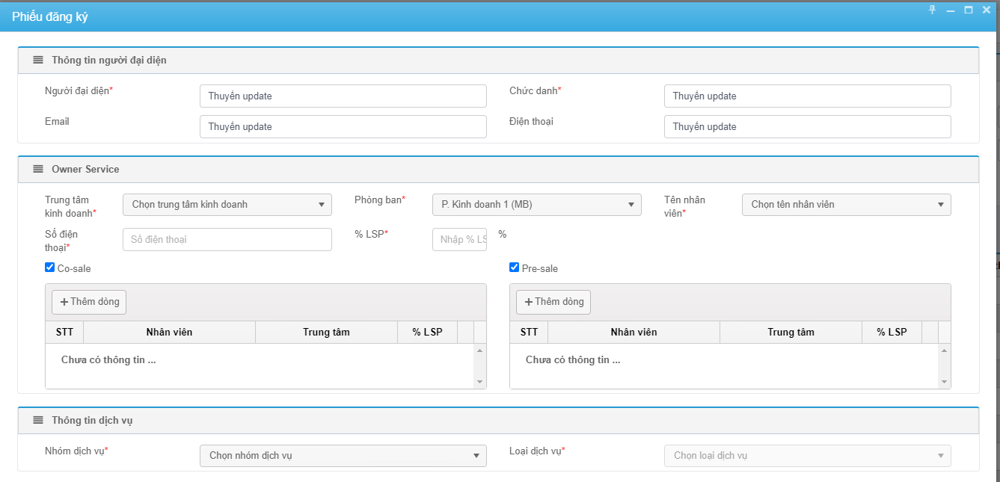 Phiếu đăng ký
Thông tin người đại diện
Người đại diện* Thuyển update Chức danh* Thuyển update
Email Thuyển update Điện thoại Thuyển update
Owner Service
Trung tâm kinh doanh* Chọn trung tâm kinh doanh Phòng ban* P. Kinh doanh 1 (MB) Tên nhân viên* Chọn tên nhân viên
Số điện thoại* Số điện thoại % LSP* Nhập % LS %
Co-sale Pre-sale
Thêm dòng Thêm dòng
STT Nhân viên Trung tâm % LSP STT Nhân viên Trung tâm % LSP
Chưa có thông tin ... Chưa có thông tin ...
Thông tin dịch vụ
Nhóm dịch vụ* Chọn nhóm dịch vụ Loại dịch vụ* Chọn loại dịch vụ